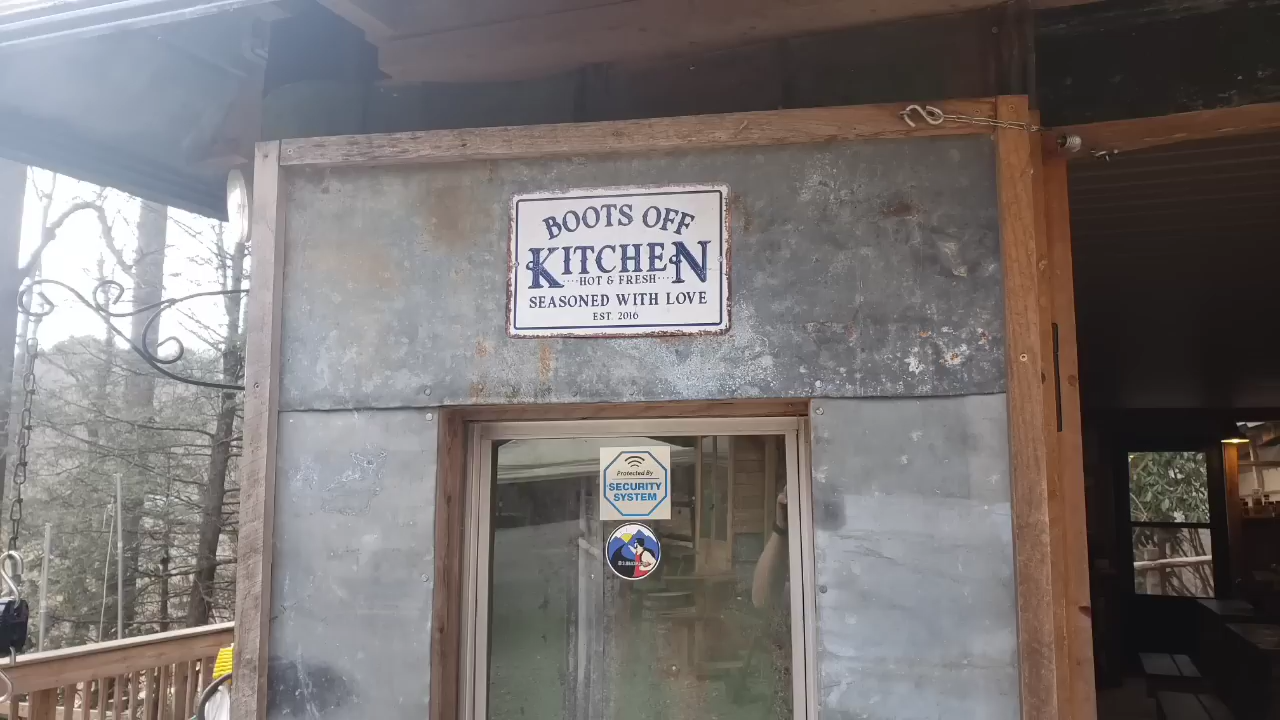 BOOTS OFF
KITCHEN
HOT & FRESH
SEASONED WITH LOVE
EST. 2016
Protected By
SECURITY
SYSTEM